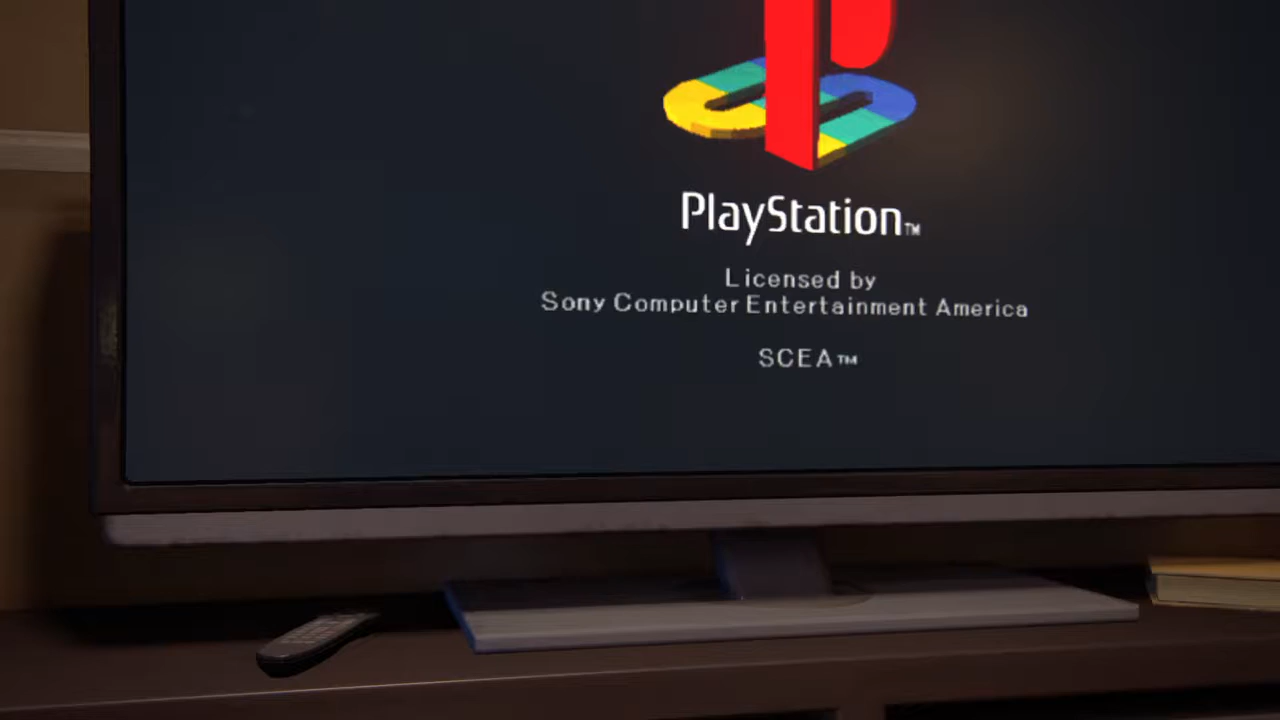 PlayStation™
Licensed by
Sony Computer Entertainment America
SCEA™